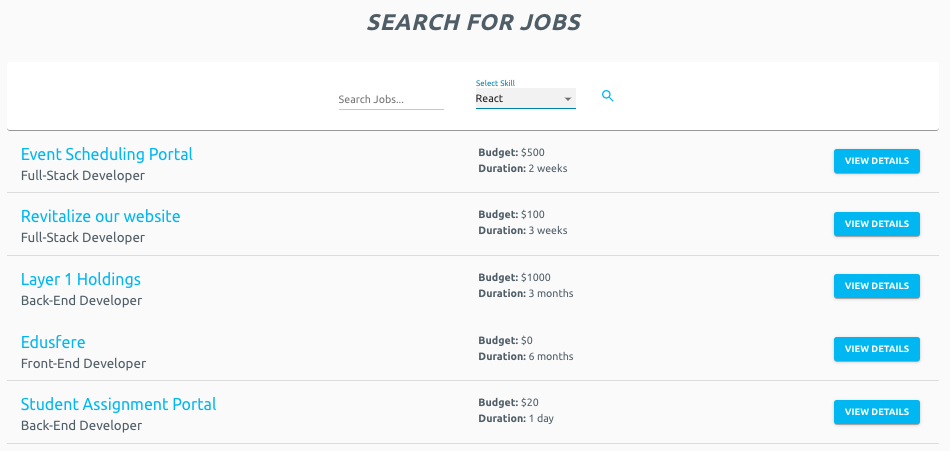 SEARCH FOR JOBS
Select Skill
Search Jobs...
React
Event Scheduling Portal
Full-Stack Developer
Budget: $500
Duration: 2 weeks
VIEW DETAILS
Revitalize our website
Full-Stack Developer
Budget: $100
Duration: 3 weeks
VIEW DETAILS
Layer 1 Holdings
Back-End Developer
Budget: $1000
Duration: 3 months
VIEW DETAILS
Edusfere
Front-End Developer
Budget: $0
Duration: 6 months
VIEW DETAILS
Student Assignment Portal
Back-End Developer
Budget: $20
Duration: 1 day
VIEW DETAILS